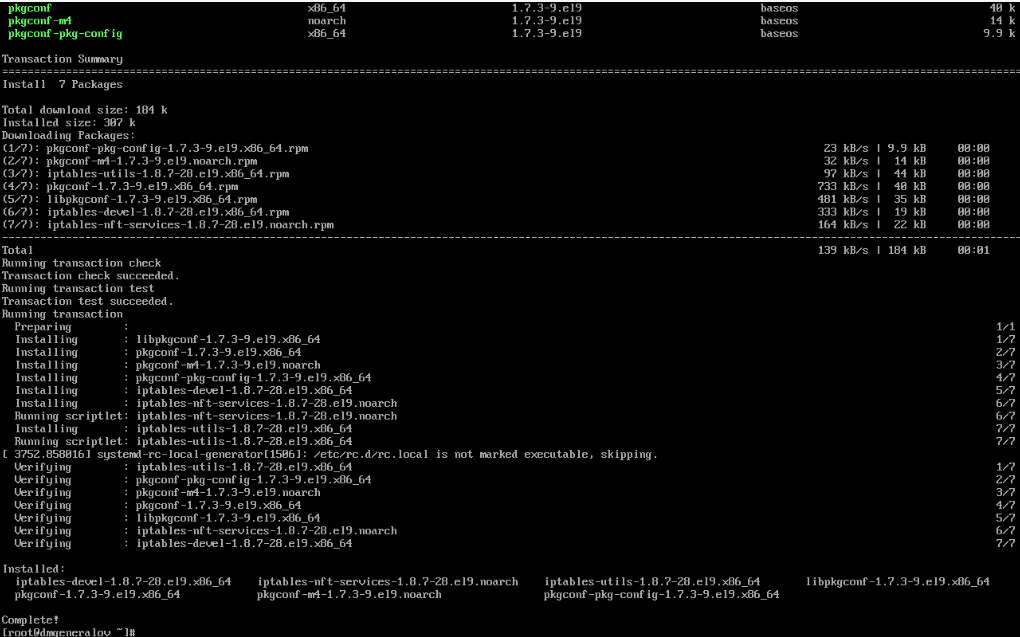 pkgconf x86_64 1.7.3-9.el9 baseos 40 k
pkgconf-m4 noarch 1.7.3-9.el9 baseos 14 k
pkgconf-pkg-config x86_64 1.7.3-9.el9 baseos 9.9 k
Transaction Summary
================================================================================
Install  7 Packages
Total download size: 184 k
Installed size: 307 k
Downloading Packages:
(1/7): pkgconf-pkg-config-1.7.3-9.el9.x86_64.rpm 23 kB/s | 9.9 kB 00:00
(2/7): pkgconf-m4-1.7.3-9.el9.noarch.rpm 32 kB/s | 14 kB 00:00
(3/7): iptables-utils-1.8.7-28.el9.x86_64.rpm 97 kB/s | 44 kB 00:00
(4/7): pkgconf-1.7.3-9.el9.x86_64.rpm 733 kB/s | 40 kB 00:00
(5/7): libpkgconf-1.7.3-9.el9.x86_64.rpm 481 kB/s | 35 kB 00:00
(6/7): iptables-devel-1.8.7-28.el9.x86_64.rpm 333 kB/s | 19 kB 00:00
(7/7): iptables-nft-services-1.8.7-28.el9.noarch.rpm 164 kB/s | 22 kB 00:00
--------------------------------------------------------------------------------
Total 139 kB/s | 184 kB 00:01
Running transaction check
Transaction check succeeded.
Running transaction test
Transaction test succeeded.
Running transaction
Preparing : 1/1
Installing : libpkgconf-1.7.3-9.el9.x86_64 1/7
Installing : pkgconf-1.7.3-9.el9.x86_64 2/7
Installing : pkgconf-m4-1.7.3-9.el9.noarch 3/7
Installing : pkgconf-pkg-config-1.7.3-9.el9.x86_64 4/7
Installing : iptables-devel-1.8.7-28.el9.x86_64 5/7
Installing : iptables-nft-services-1.8.7-28.el9.noarch 6/7
Running scriptlet: iptables-nft-services-1.8.7-28.el9.noarch 6/7
Installing : iptables-utils-1.8.7-28.el9.x86_64 7/7
Running scriptlet: iptables-utils-1.8.7-28.el9.x86_64 7/7
[ 3752.858016] systemd-rc-local-generator[1506]: /etc/rc.d/rc.local is not marked executable, skipping.
Verifying : iptables-utils-1.8.7-28.el9.x86_64 1/7
Verifying : pkgconf-pkg-config-1.7.3-9.el9.x86_64 2/7
Verifying : pkgconf-m4-1.7.3-9.el9.noarch 3/7
Verifying : pkgconf-1.7.3-9.el9.x86_64 4/7
Verifying : libpkgconf-1.7.3-9.el9.x86_64 5/7
Verifying : iptables-nft-services-1.8.7-28.el9.noarch 6/7
Verifying : iptables-devel-1.8.7-28.el9.x86_64 7/7
Installed:
iptables-devel-1.8.7-28.el9.x86_64 iptables-nft-services-1.8.7-28.el9.noarch iptables-utils-1.8.7-28.el9.x86_64 libpkgconf-1.7.3-9.el9.x86_64
pkgconf-1.7.3-9.el9.x86_64 pkgconf-m4-1.7.3-9.el9.noarch pkgconf-pkg-config-1.7.3-9.el9.x86_64
Complete!
[root@dmgeneralov ~]#